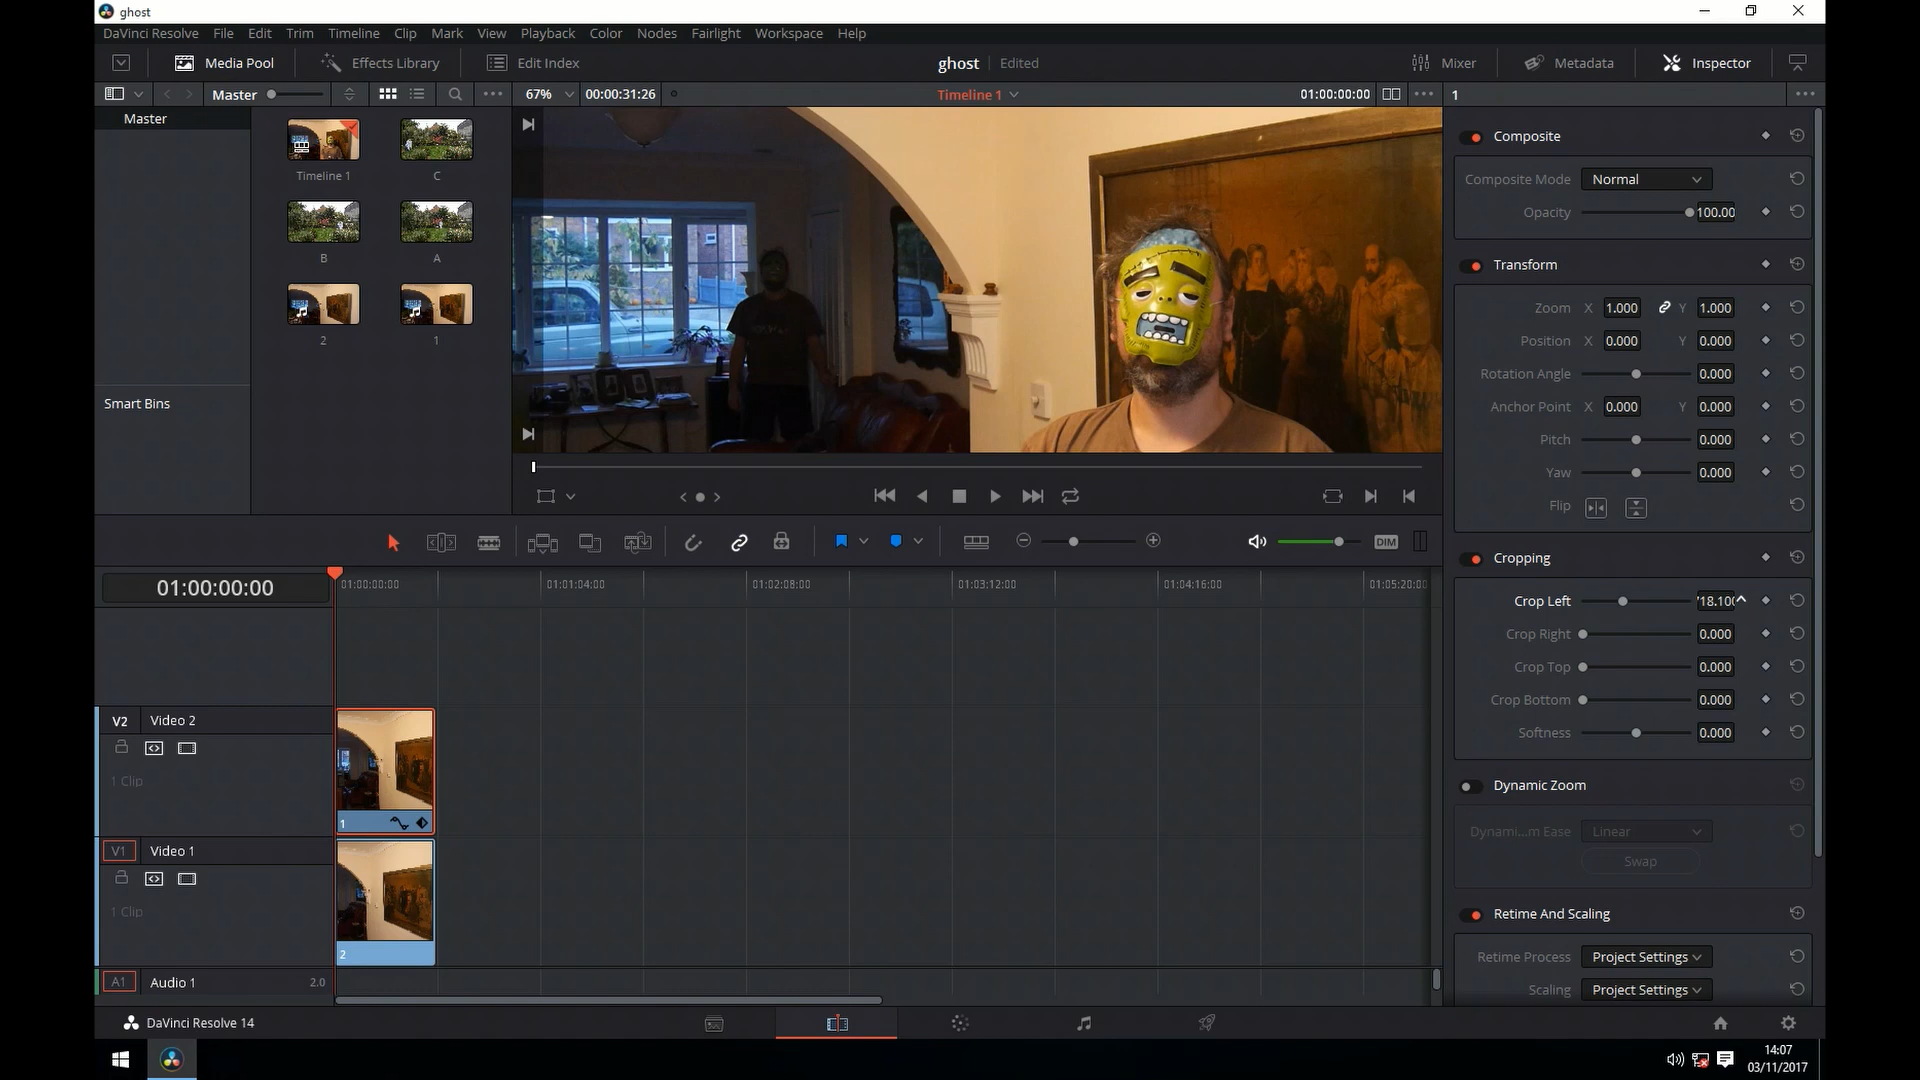 ghost
DaVinci Resolve File Edit Trim Timeline Clip Mark View Playback Color Nodes Fairlight Workspace Help
Media Pool Effects Library Edit Index ghost Edited Mixer Metadata Inspector
Master 67% 00:00:31:26 Timeline 1 01:00:00:00 1
Master
Timeline 1 C
B A
2 1
Smart Bins
Composite
Composite Mode Normal
Opacity 100.00
Transform
Zoom X 1.000 Y 1.000
Position X 0.000 Y 0.000
Rotation Angle 0.000
Anchor Point X 0.000 Y 0.000
Pitch 0.000
Yaw 0.000
Flip
DIM
Cropping
Crop Left 18.100
Crop Right 0.000
Crop Top 0.000
Crop Bottom 0.000
Softness 0.000
Dynamic Zoom
Dynami...m Ease Linear
Swap
Retime And Scaling
Retime Process Project Settings
Scaling Project Settings
01:00:00:00 01:00:00:00 01:01:04:00 01:02:08:00 01:03:12:00 01:04:16:00 01:05:20:00
V2 Video 2
1 Clip
1
V1 Video 1
1 Clip
2
A1 Audio 1 2.0
DaVinci Resolve 14
14:07
03/11/2017